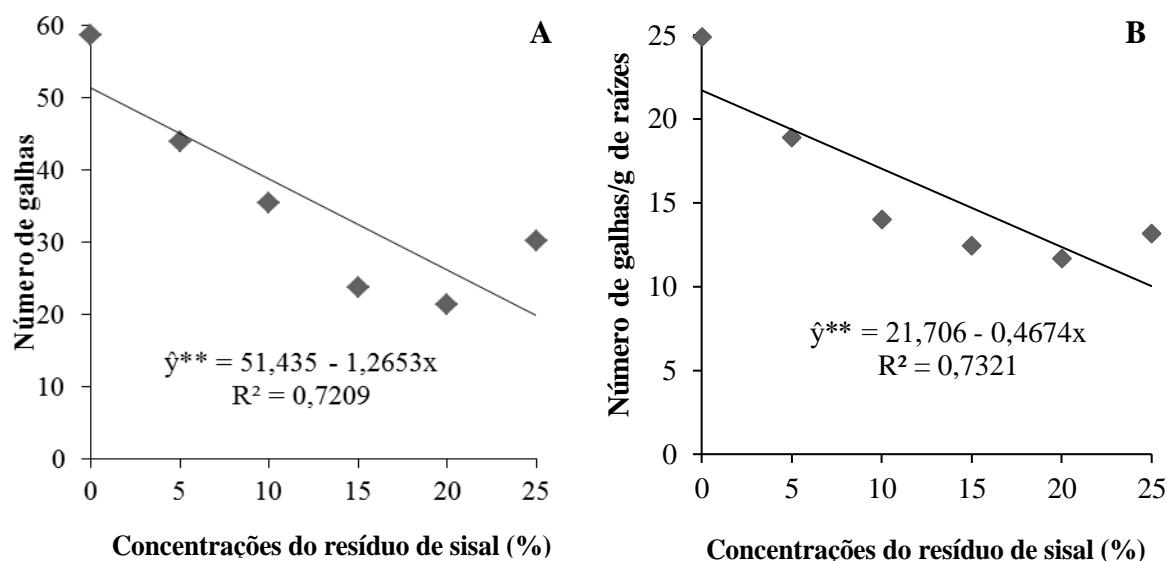 A
Número de galhas
60
50
40
30
20
10
0
ŷ** = 51,435 - 1,2653x
R² = 0,7209
0 5 10 15 20 25
Concentrações do resíduo de sisal (%)
B
Número de galhas/g de raízes
25
20
15
10
5
0
ŷ** = 21,706 - 0,4674x
R² = 0,7321
0 5 10 15 20 25
Concentrações do resíduo de sisal (%)